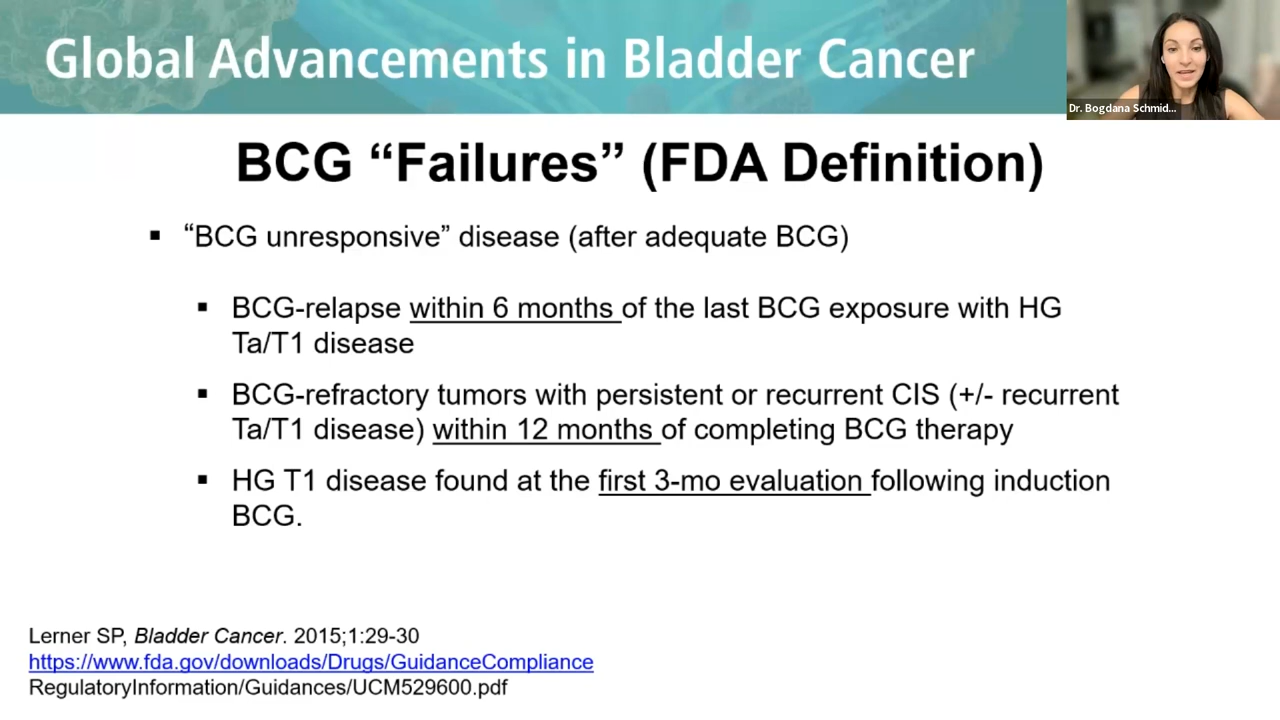 Global Advancements in Bladder Cancer
Dr. Bogdana Schmid...
BCG “Failures” (FDA Definition)
▪ “BCG unresponsive” disease (after adequate BCG)
▪ BCG-relapse within 6 months of the last BCG exposure with HG
Ta/T1 disease
▪ BCG-refractory tumors with persistent or recurrent CIS (+/- recurrent
Ta/T1 disease) within 12 months of completing BCG therapy
▪ HG T1 disease found at the first 3-mo evaluation following induction
BCG.
Lerner SP, Bladder Cancer. 2015;1:29-30
https://www.fda.gov/downloads/Drugs/GuidanceCompliance
RegulatoryInformation/Guidances/UCM529600.pdf